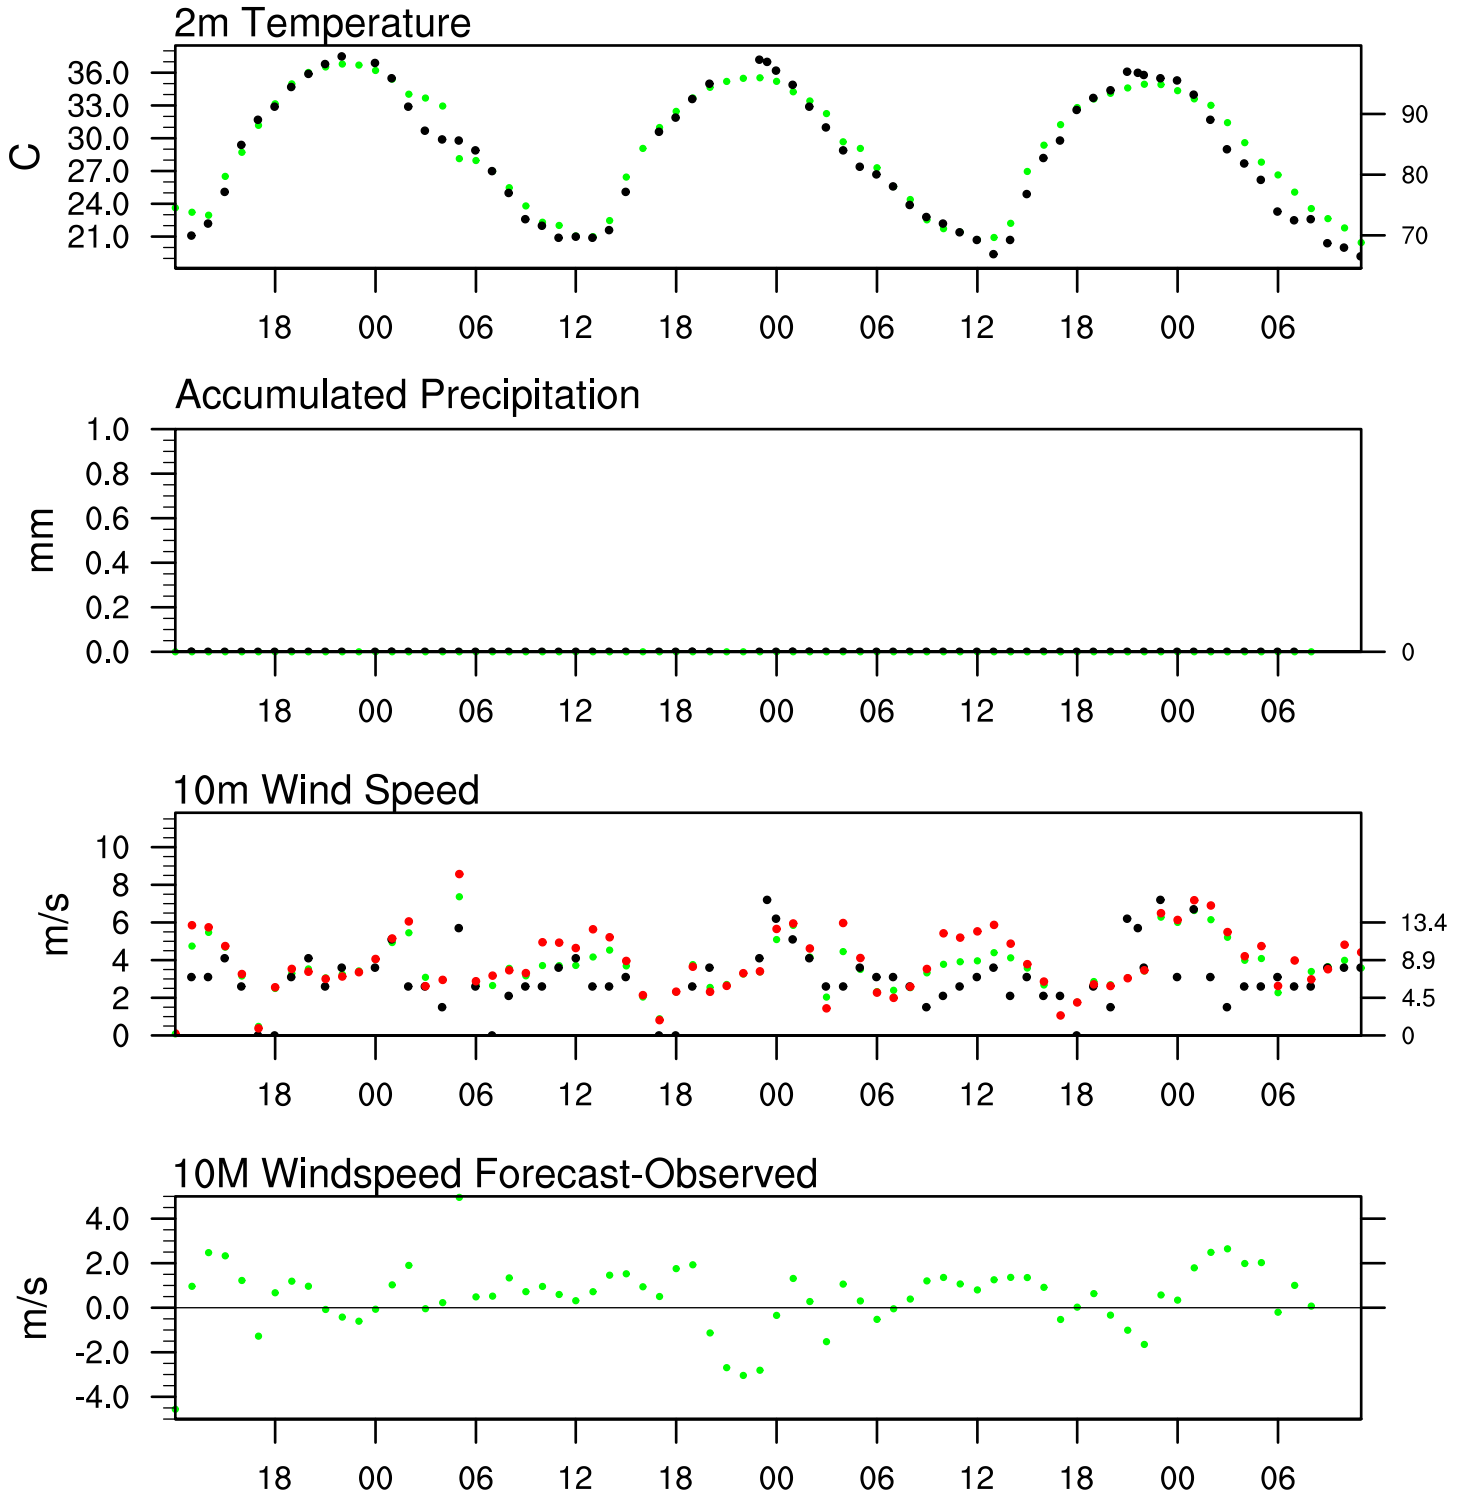 2m Temperature
C
36.0
33.0
30.0
27.0
24.0
21.0
90
80
70
18 00 06 12 18 00 06 12 18 00 06
Accumulated Precipitation
mm
1.0
0.8
0.6
0.4
0.2
0.0
0
18 00 06 12 18 00 06 12 18 00 06
10m Wind Speed
m/s
10
8
6
4
2
0
13.4
8.9
4.5
0
18 00 06 12 18 00 06 12 18 00 06
10M Windspeed Forecast-Observed
m/s
4.0
2.0
0.0
-2.0
-4.0
18 00 06 12 18 00 06 12 18 00 06